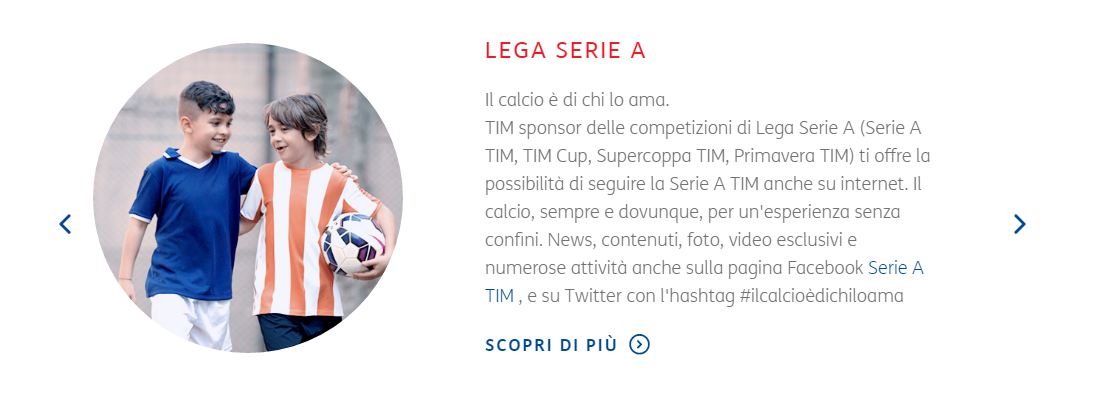 LEGA SERIE A
Il calcio è di chi lo ama.
TIM sponsor delle competizioni di Lega Serie A (Serie A
TIM, TIM Cup, Supercoppa TIM, Primavera TIM) ti offre la
possibilità di seguire la Serie A TIM anche su internet. Il
calcio, sempre e dovunque, per un'esperienza senza
confini. News, contenuti, foto, video esclusivi e
numerose attività anche sulla pagina Facebook Serie A
TIM , e su Twitter con l'hashtag #ilcalcioèdichiloama
SCOPRI DI PIÙ